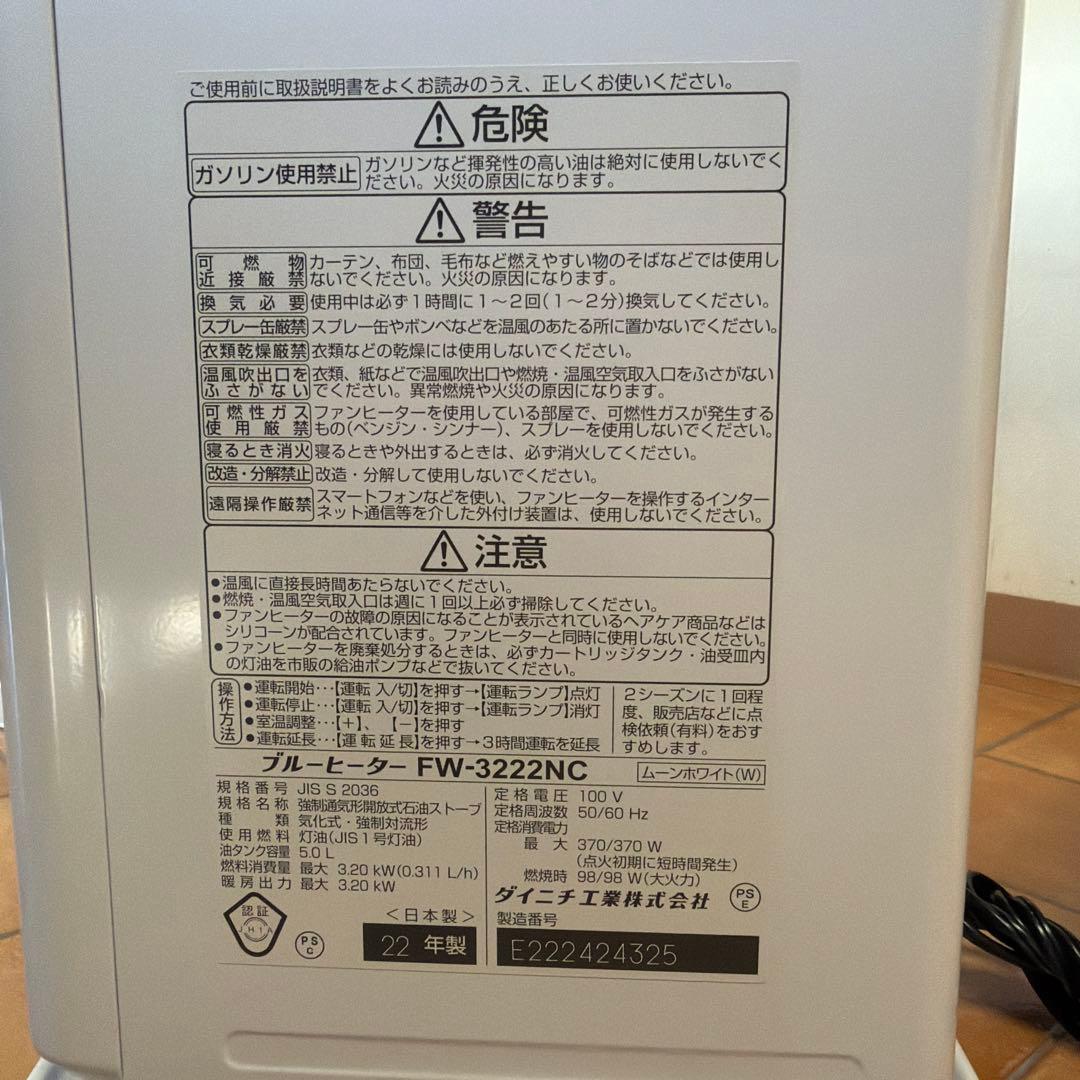 ご使用前に取扱説明書をよくお読みのうえ、正しくお使いください。
危険
ガソリン使用禁止 ガソリンなど揮発性の高い油は絶対に使用しないでく
ださい。火災の原因になります。
警告
可燃物 カーテン、布団、毛布など燃えやすい物のそばなどでは使用し
近接厳禁 ないでください。火災の原因になります。
換気必要 使用中は必ず1時間に1～2回(1～2分)換気してください。
スプレー缶厳禁 スプレー缶やボンベなどを温風のあたる所に置かないでください。
衣類乾燥厳禁 衣類などの乾燥には使用しないでください。
温風吹出口を 衣類、紙などで温風吹出口や燃焼・温風空気取入口をふさがない
ふさがない でください。異常燃焼や火災の原因になります。
可燃性ガス ファンヒーターを使用している部屋で、可燃性ガスが発生する
使用厳禁 もの(ベンジン・シンナー)、スプレーを使用しないでください。
寝るとき消火 寝るときや外出するときは、必ず消火してください。
改造・分解禁止 改造・分解して使用しないでください。
遠隔操作厳禁 スマートフォンなどを使い、ファンヒーターを操作するインター
ネット通信等を介した外付け装置は、使用しないでください。
注意
●温風に直接長時間あたらないでください。
●燃焼・温風空気取入口は週に1回以上必ず掃除してください。
●ファンヒーターの故障の原因になることが表示されているヘアケア商品などは
シリコーンが配合されています。ファンヒーターと同時に使用しないでください。
●ファンヒーターを廃棄処分するときは、必ずカートリッジタンク・油受皿内
の灯油を市販の給油ポンプなどで抜いてください。
操作方法
●運転開始･･･【運転 入/切】を押す→【運転ランプ】点灯
●運転停止･･･【運転 入/切】を押す→【運転ランプ】消灯
●室温調整･･･【＋】、【－】を押す
●運転延長･･･【運転延長】を押す→3時間運転を延長
2シーズンに1回程
度、販売店などに点
検依頼(有料)をおす
すめします。
ブルーヒーター FW-3222NC ムーンホワイト(W)
規格番号 JIS S 2036
規格名称 強制通気形開放式石油ストーブ
種類 気化式・強制対流形
使用燃料 灯油(JIS1号灯油)
油タンク容量 5.0 L
燃料消費量 最大 3.20 kW(0.311 L/h)
暖房出力 最大 3.20 kW
認証
JHIA
PS
C
＜日本製＞
22 年製
定格電圧 100 V
定格周波数 50/60 Hz
定格消費電力
最大 370/370 W
(点火初期に短時間発生)
燃焼時 98/98 W(大火力)
ダイニチ工業株式会社
PS
E
製造番号
E222424325